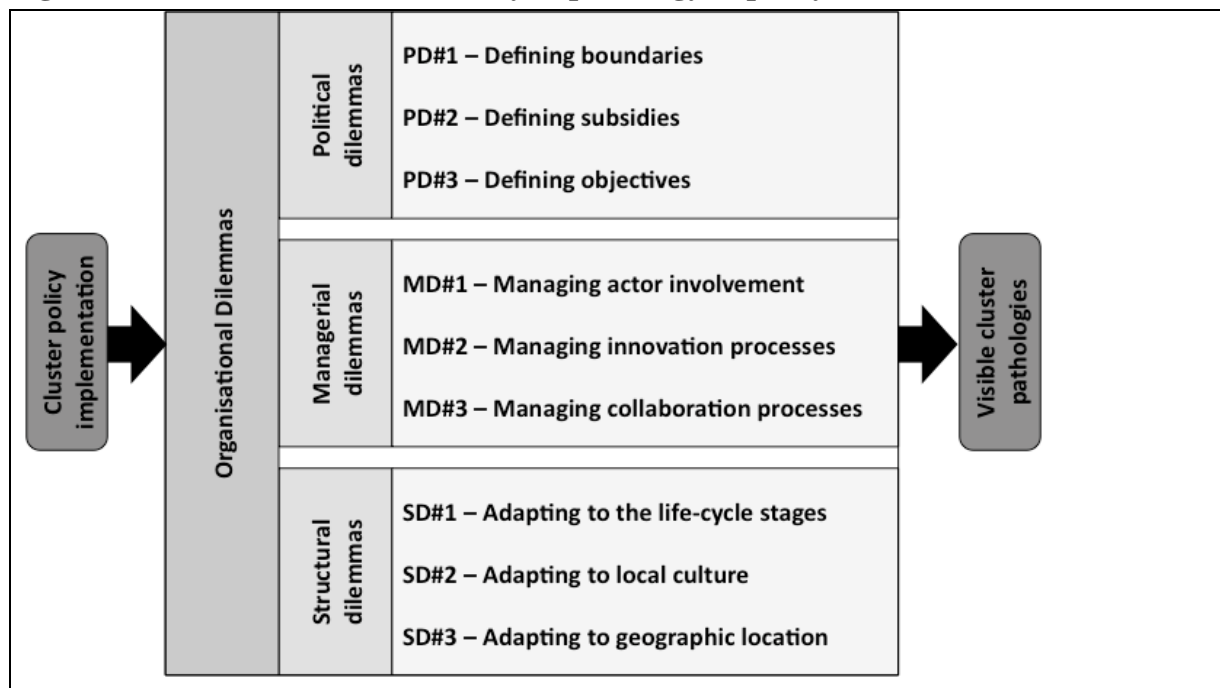 Cluster policy
implementation
Organisational Dilemmas
Political
dilemmas
PD#1 – Defining boundaries
PD#2 – Defining subsidies
PD#3 – Defining objectives
Managerial
dilemmas
MD#1 – Managing actor involvement
MD#2 – Managing innovation processes
MD#3 – Managing collaboration processes
Structural
dilemmas
SD#1 – Adapting to the life-cycle stages
SD#2 – Adapting to local culture
SD#3 – Adapting to geographic location
Visible cluster
pathologies